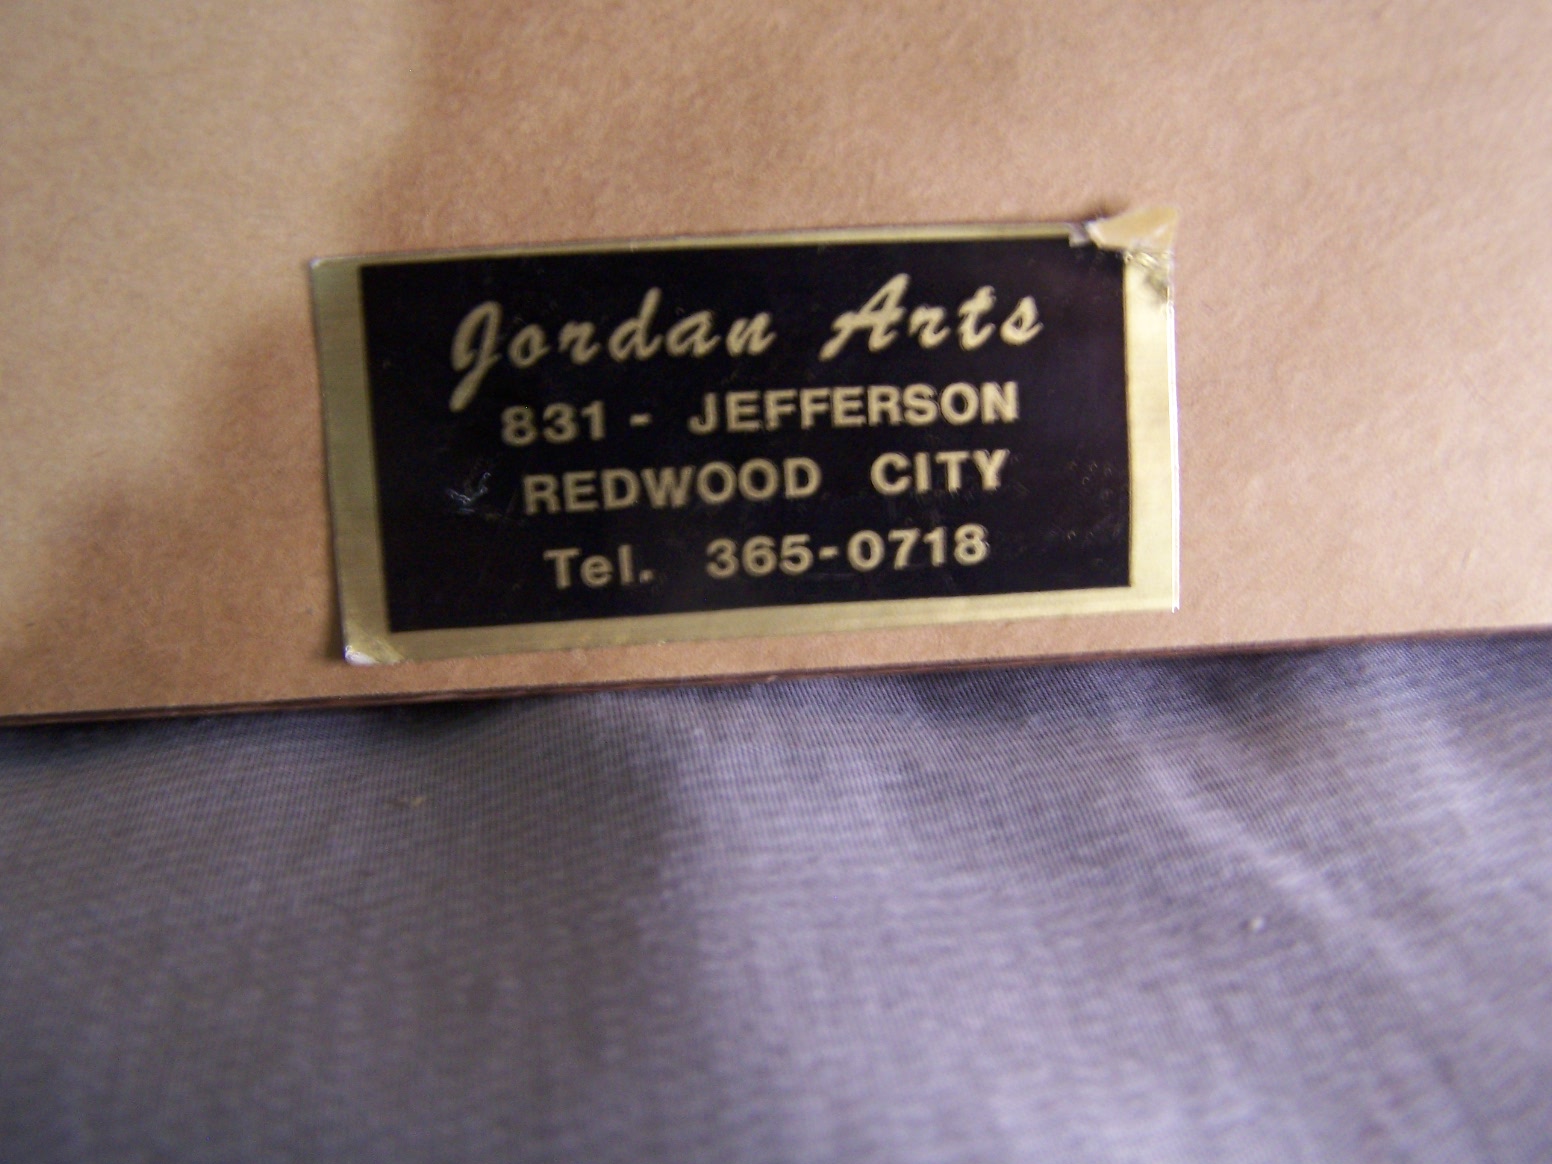 Jordan Arts
831 - JEFFERSON
REDWOOD CITY
Tel. 365-0718